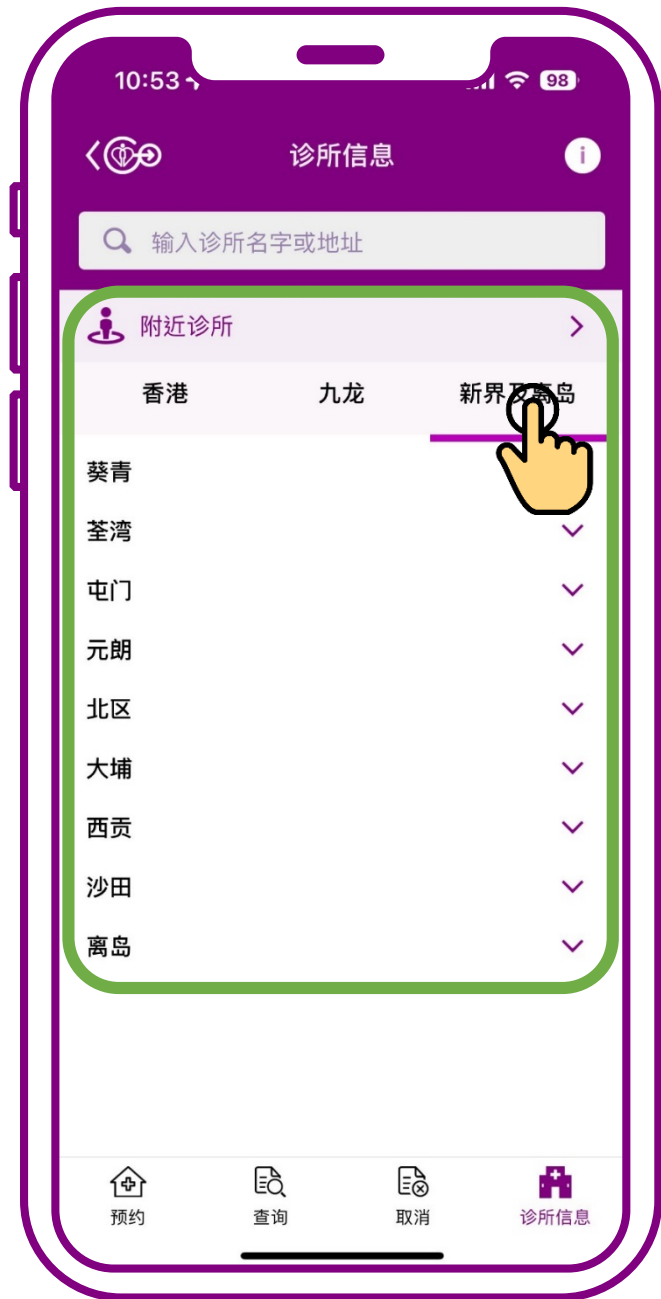 10:53
98
诊所信息
i
输入诊所名字或地址
附近诊所
香港 九龙 新界及离岛
葵青
荃湾
屯门
元朗
北区
大埔
西贡
沙田
离岛
预约 查询 取消 诊所信息